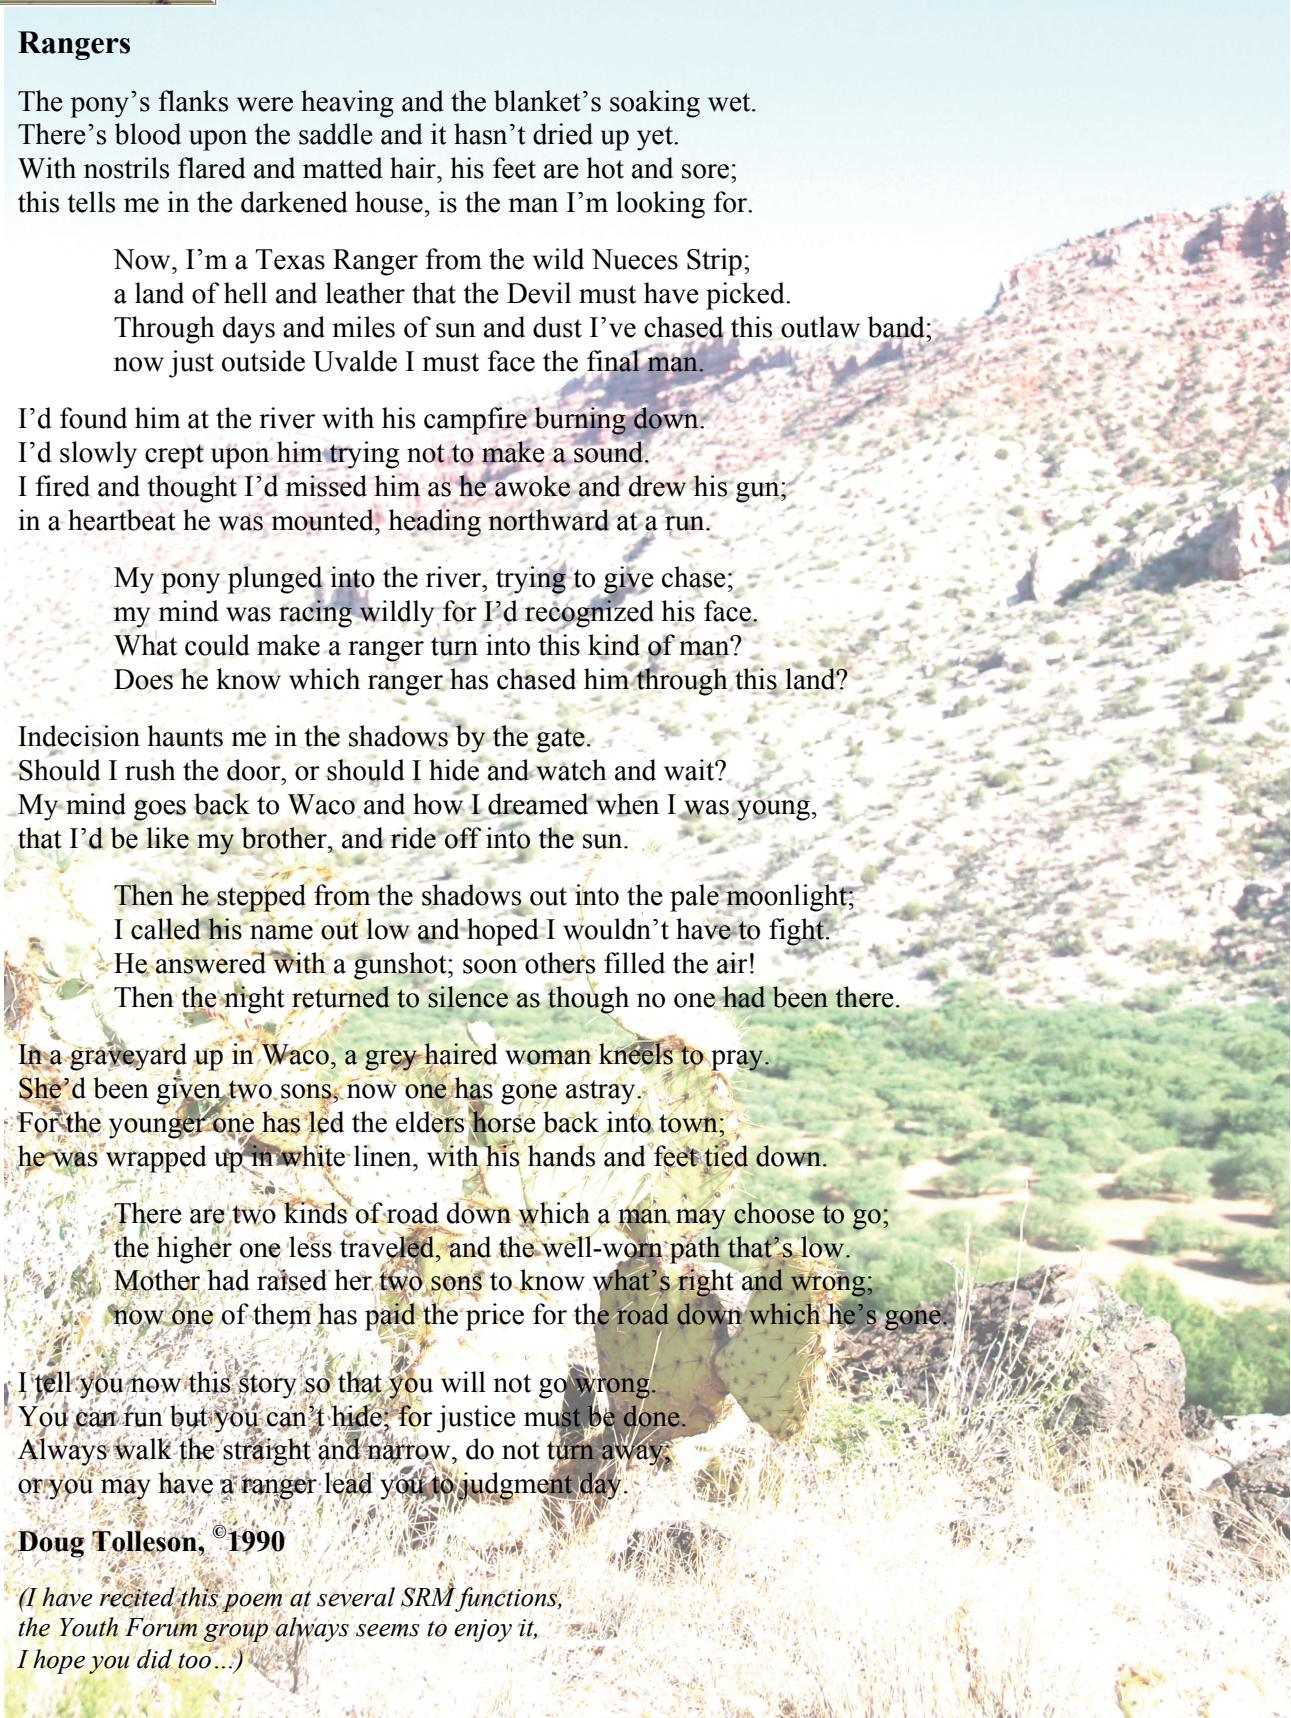 Rangers
The pony’s flanks were heaving and the blanket’s soaking wet.
There’s blood upon the saddle and it hasn’t dried up yet.
With nostrils flared and matted hair, his feet are hot and sore;
this tells me in the darkened house, is the man I’m looking for.
Now, I’m a Texas Ranger from the wild Nueces Strip;
a land of hell and leather that the Devil must have picked.
Through days and miles of sun and dust I’ve chased this outlaw band;
now just outside Uvalde I must face the final man.
I’d found him at the river with his campfire burning down.
I’d slowly crept upon him trying not to make a sound.
I fired and thought I’d missed him as he awoke and drew his gun;
in a heartbeat he was mounted, heading northward at a run.
My pony plunged into the river, trying to give chase;
my mind was racing wildly for I’d recognized his face.
What could make a ranger turn into this kind of man?
Does he know which ranger has chased him through this land?
Indecision haunts me in the shadows by the gate.
Should I rush the door, or should I hide and watch and wait?
My mind goes back to Waco and how I dreamed when I was young,
that I’d be like my brother, and ride off into the sun.
Then he stepped from the shadows out into the pale moonlight;
I called his name out low and hoped I wouldn’t have to fight.
He answered with a gunshot; soon others filled the air!
Then the night returned to silence as though no one had been there.
In a graveyard up in Waco, a grey haired woman kneels to pray.
She’d been given two sons, now one has gone astray.
For the younger one has led the elders horse back into town;
he was wrapped up in white linen, with his hands and feet tied down.
There are two kinds of road down which a man may choose to go;
the higher one less traveled, and the well-worn path that’s low.
Mother had raised her two sons to know what’s right and wrong;
now one of them has paid the price for the road down which he’s gone.
I tell you now this story so that you will not go wrong.
You can run but you can’t hide; for justice must be done.
Always walk the straight and narrow, do not turn away;
or you may have a ranger lead you to judgment day.
Doug Tolleson, ©1990
(I have recited this poem at several SRM functions,
the Youth Forum group always seems to enjoy it,
I hope you did too…)